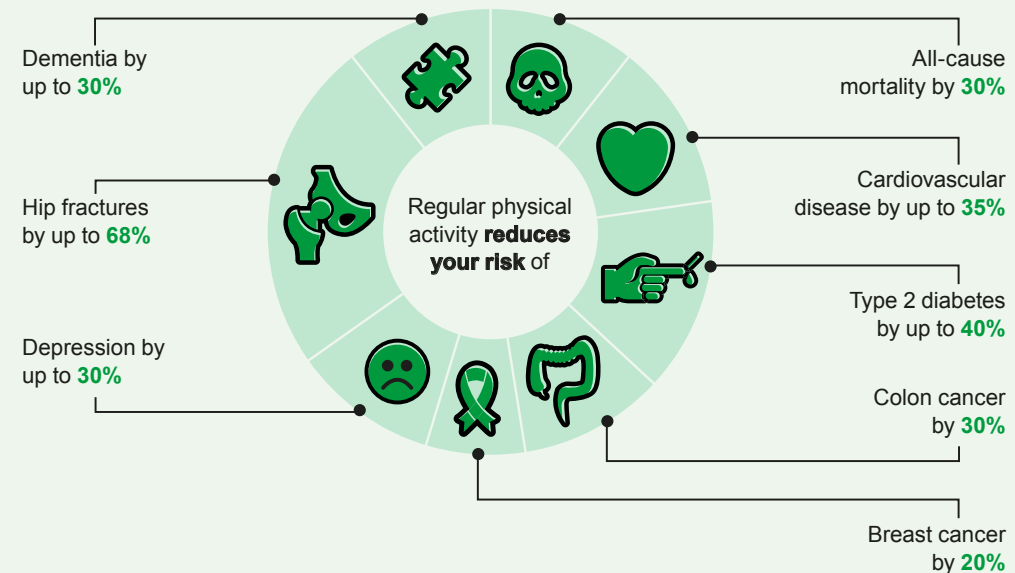 Regular physical
activity reduces
your risk of
All-cause
mortality by 30%
Cardiovascular
disease by up to 35%
Type 2 diabetes
by up to 40%
Colon cancer
by 30%
Breast cancer
by 20%
Depression by
up to 30%
Hip fractures
by up to 68%
Dementia by
up to 30%